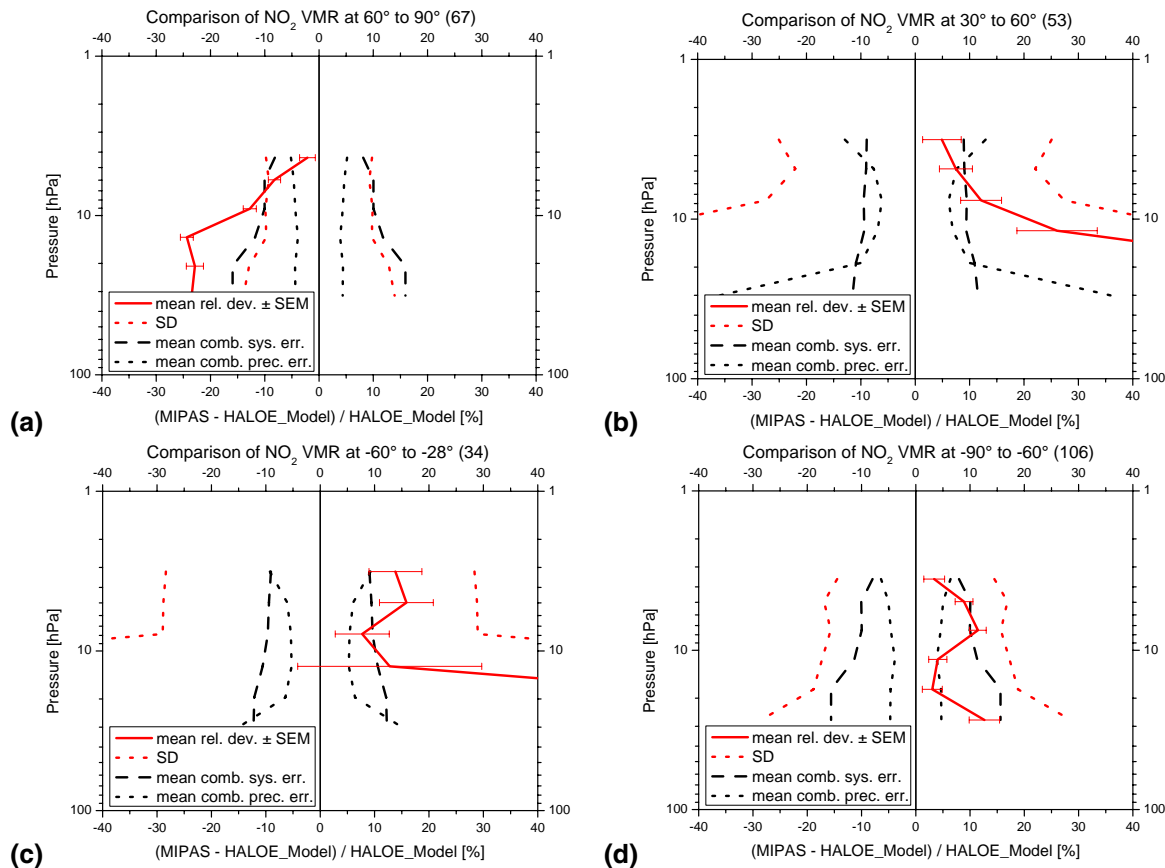 Comparison of NO2 VMR at 60° to 90° (67)
-40 -30 -20 -10 0 10 20 30 40
1
10
100
Pressure [hPa]
1
10
100
mean rel. dev. ± SEM
SD
mean comb. sys. err.
mean comb. prec. err.
-40 -30 -20 -10 0 10 20 30 40
(MIPAS - HALOE_Model) / HALOE_Model [%]
(a)
Comparison of NO2 VMR at 30° to 60° (53)
-40 -30 -20 -10 0 10 20 30 40
1
10
100
Pressure [hPa]
1
10
100
mean rel. dev. ± SEM
SD
mean comb. sys. err.
mean comb. prec. err.
-40 -30 -20 -10 0 10 20 30 40
(MIPAS - HALOE_Model) / HALOE_Model [%]
(b)
Comparison of NO2 VMR at -60° to -28° (34)
-40 -30 -20 -10 0 10 20 30 40
1
10
100
Pressure [hPa]
1
10
100
mean rel. dev. ± SEM
SD
mean comb. sys. err.
mean comb. prec. err.
-40 -30 -20 -10 0 10 20 30 40
(MIPAS - HALOE_Model) / HALOE_Model [%]
(c)
Comparison of NO2 VMR at -90° to -60° (106)
-40 -30 -20 -10 0 10 20 30 40
1
10
100
Pressure [hPa]
1
10
100
mean rel. dev. ± SEM
SD
mean comb. sys. err.
mean comb. prec. err.
-40 -30 -20 -10 0 10 20 30 40
(MIPAS - HALOE_Model) / HALOE_Model [%]
(d)